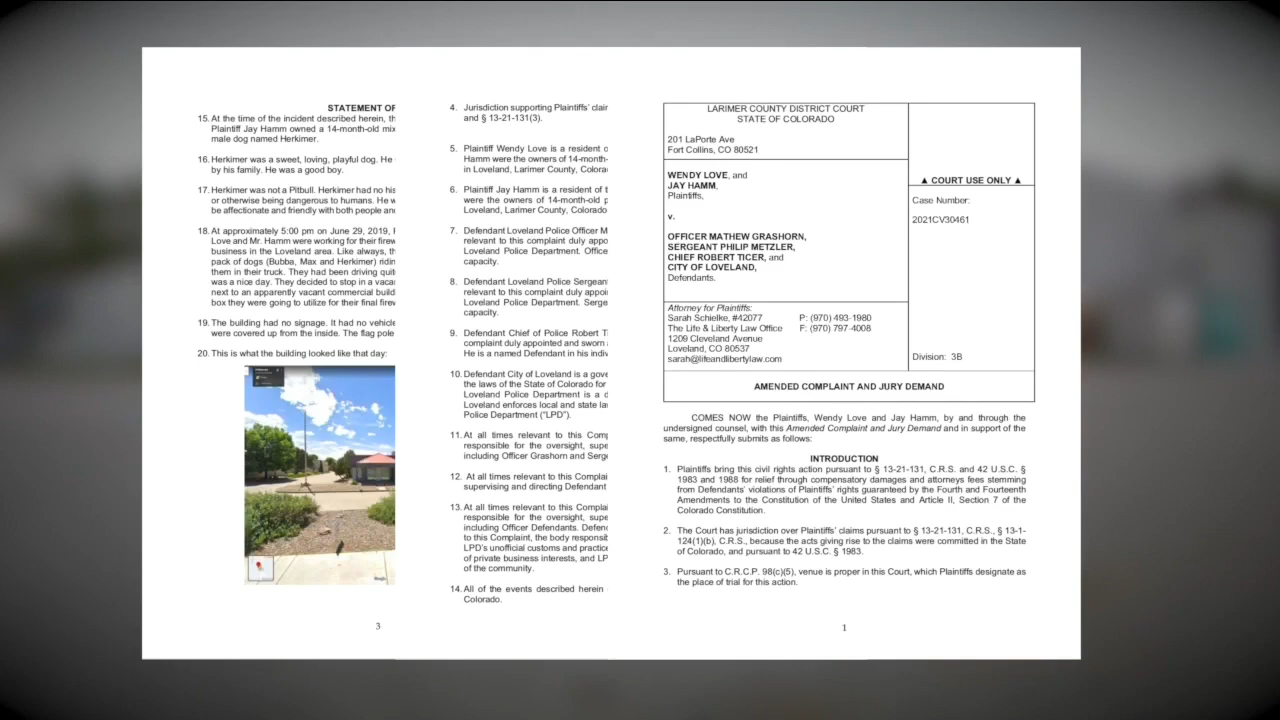 STATEMENT OF
15. At the time of the incident described herein, th
Plaintiff Jay Hamm owned a 14-month-old mix
male dog named Herkimer.
16. Herkimer was a sweet, loving, playful dog. He
by his family. He was a good boy.
17. Herkimer was not a Pitbull. Herkimer had no his
or otherwise being dangerous to humans. He w
be affectionate and friendly with both people and
18. At approximately 5:00 pm on June 29, 2019,
Love and Mr. Hamm were working for their firew
business in the Loveland area. Like always, th
pack of dogs (Bubba, Max and Herkimer) ridin
them in their truck. They had been driving quit
was a nice day. They decided to stop in a vacar
next to an apparently vacant commercial build
box they were going to utilize for their final firew
19. The building had no signage. It had no vehicle
were covered up from the inside. The flag pole
20. This is what the building looked like that day:
3
4. Jurisdiction supporting Plaintiffs' clair
and § 13-21-131(3).
5. Plaintiff Wendy Love is a resident o
Hamm were the owners of 14-month-
in Loveland, Larimer County, Colorad
6. Plaintiff Jay Hamm is a resident of t
were the owners of 14-month-old p
Loveland, Larimer County, Colorado
7. Defendant Loveland Police Officer M
relevant to this complaint duly appo
Loveland Police Department. Office
capacity.
8. Defendant Loveland Police Sergeant
relevant to this complaint duly appoi
Loveland Police Department. Serge
capacity.
9. Defendant Chief of Police Robert T
complaint duly appointed and sworn
He is a named Defendant in his indiv
10. Defendant City of Loveland is a gove
the laws of the State of Colorado for
Loveland Police Department is a d
Loveland enforces local and state la
Police Department ("LPD").
11. At all times relevant to this Comp
responsible for the oversight, supe
including Officer Grashorn and Serge
12. At all times relevant to this Complai
supervising and directing Defendant
13. At all times relevant to this Complai
responsible for the oversight, supe
including Officer Defendants. Defend
to this Complaint, the body responsib
LPD's unofficial customs and practice
of private business interests, and LP
of the community.
14. All of the events described herein
Colorado.
LARIMER COUNTY DISTRICT COURT
STATE OF COLORADO
201 LaPorte Ave
Fort Collins, CO 80521
WENDY LOVE, and
JAY HAMM,
Plaintiffs,
v.
OFFICER MATHEW GRASHORN,
SERGEANT PHILIP METZLER,
CHIEF ROBERT TICER, and
CITY OF LOVELAND,
Defendants.
▲ COURT USE ONLY ▲
Case Number:
2021CV30461
Attorney for Plaintiffs:
Sarah Schielke, #42077 P: (970) 493-1980
The Life & Liberty Law Office F: (970) 797-4008
1209 Cleveland Avenue
Loveland, CO 80537
sarah@lifeandlibertylaw.com
Division: 3B
AMENDED COMPLAINT AND JURY DEMAND
COMES NOW the Plaintiffs, Wendy Love and Jay Hamm, by and through the
undersigned counsel, with this Amended Complaint and Jury Demand and in support of the
same, respectfully submits as follows:
INTRODUCTION
1. Plaintiffs bring this civil rights action pursuant to § 13-21-131, C.R.S. and 42 U.S.C. §
1983 and 1988 for relief through compensatory damages and attorneys fees stemming
from Defendants' violations of Plaintiffs' rights guaranteed by the Fourth and Fourteenth
Amendments to the Constitution of the United States and Article II, Section 7 of the
Colorado Constitution.
2. The Court has jurisdiction over Plaintiffs' claims pursuant to § 13-21-131, C.R.S., § 13-1-
124(1)(b), C.R.S., because the acts giving rise to the claims were committed in the State
of Colorado, and pursuant to 42 U.S.C. § 1983.
3. Pursuant to C.R.C.P. 98(c)(5), venue is proper in this Court, which Plaintiffs designate as
the place of trial for this action.
1